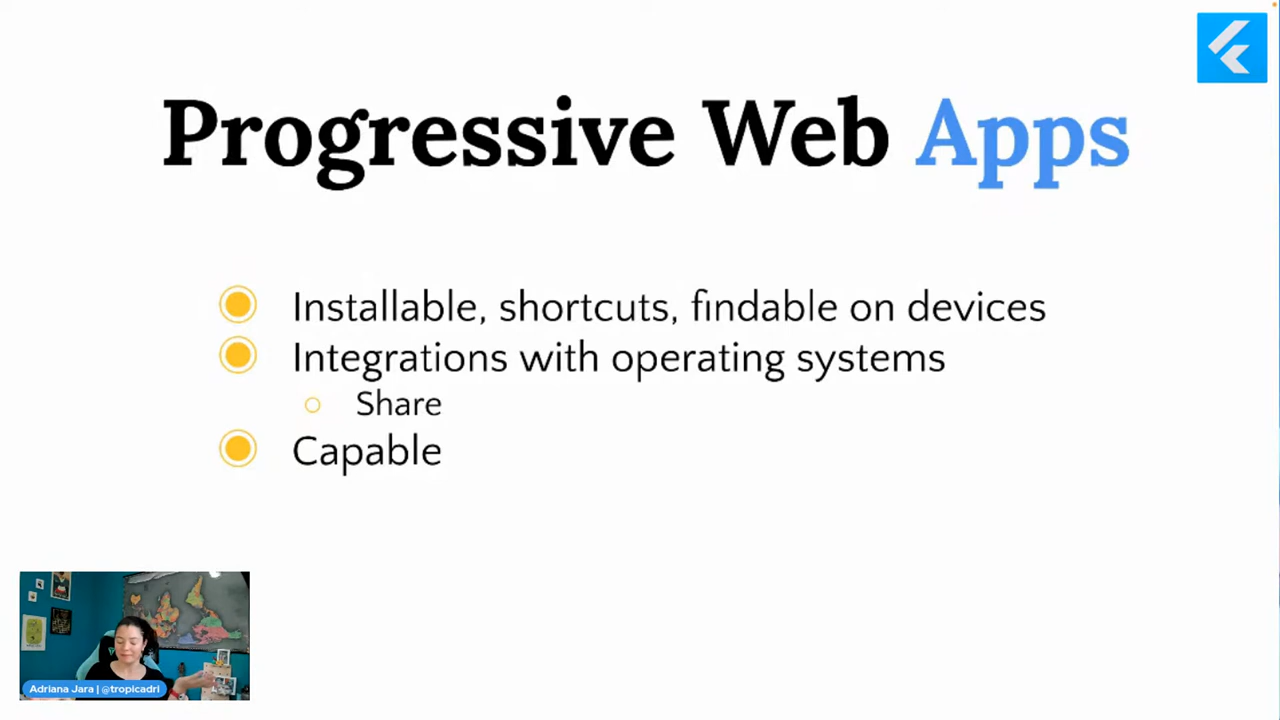 Progressive Web Apps
Installable, shortcuts, findable on devices
Integrations with operating systems
Share
Capable
Adriana Jara | @tropicadri